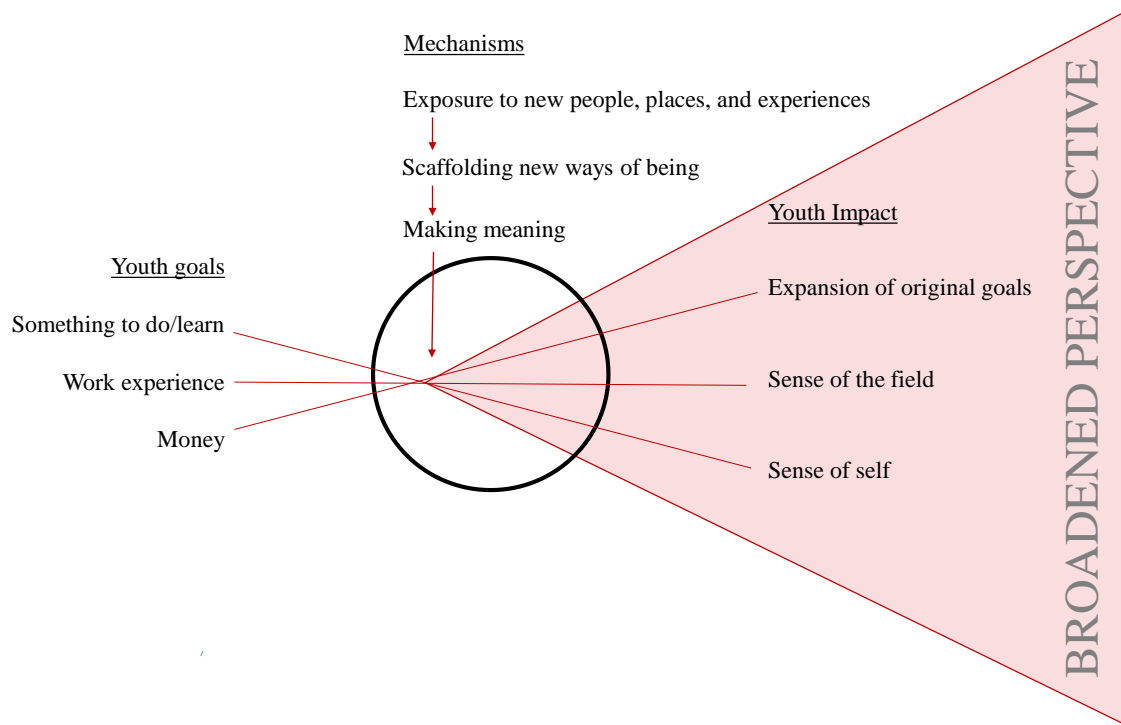 Mechanisms
Exposure to new people, places, and experiences
Scaffolding new ways of being
Making meaning
Youth goals
Something to do/learn
Work experience
Money
Youth Impact
Expansion of original goals
Sense of the field
Sense of self
BROADENED PERSPECTIVE